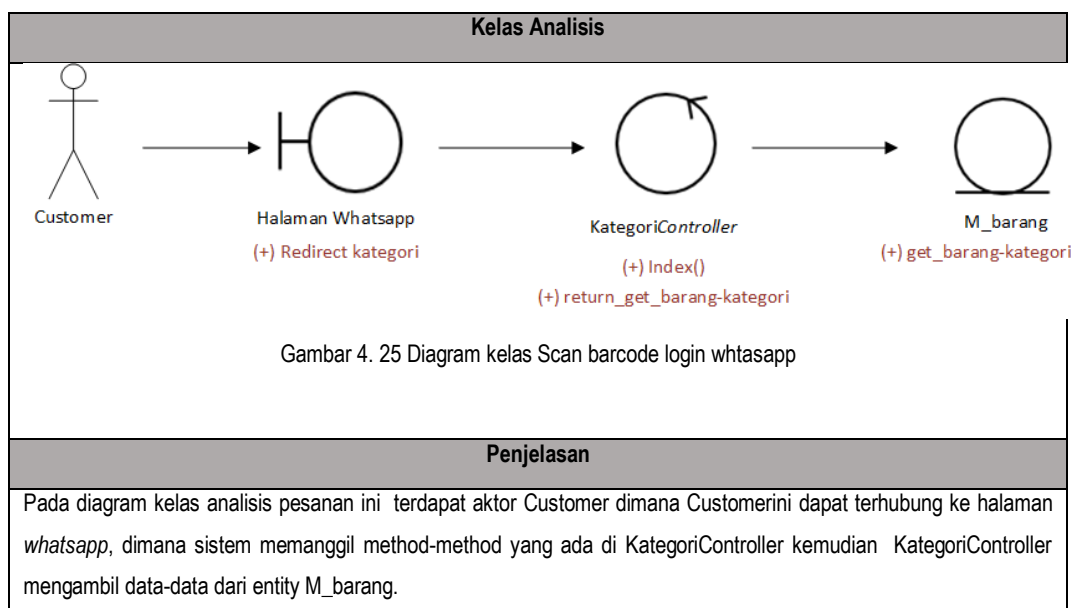 Kelas Analisis
Customer
Halaman Whatsapp
(+) Redirect kategori
KategoriController
(+) Index()
(+) return_get_barang-kategori
M_barang
(+) get_barang-kategori
Gambar 4. 25 Diagram kelas Scan barcode login whtasapp
Penjelasan
Pada diagram kelas analisis pesanan ini terdapat aktor Customer dimana Customerini dapat terhubung ke halaman
whatsapp, dimana sistem memanggil method-method yang ada di KategoriController kemudian KategoriController
mengambil data-data dari entity M_barang.